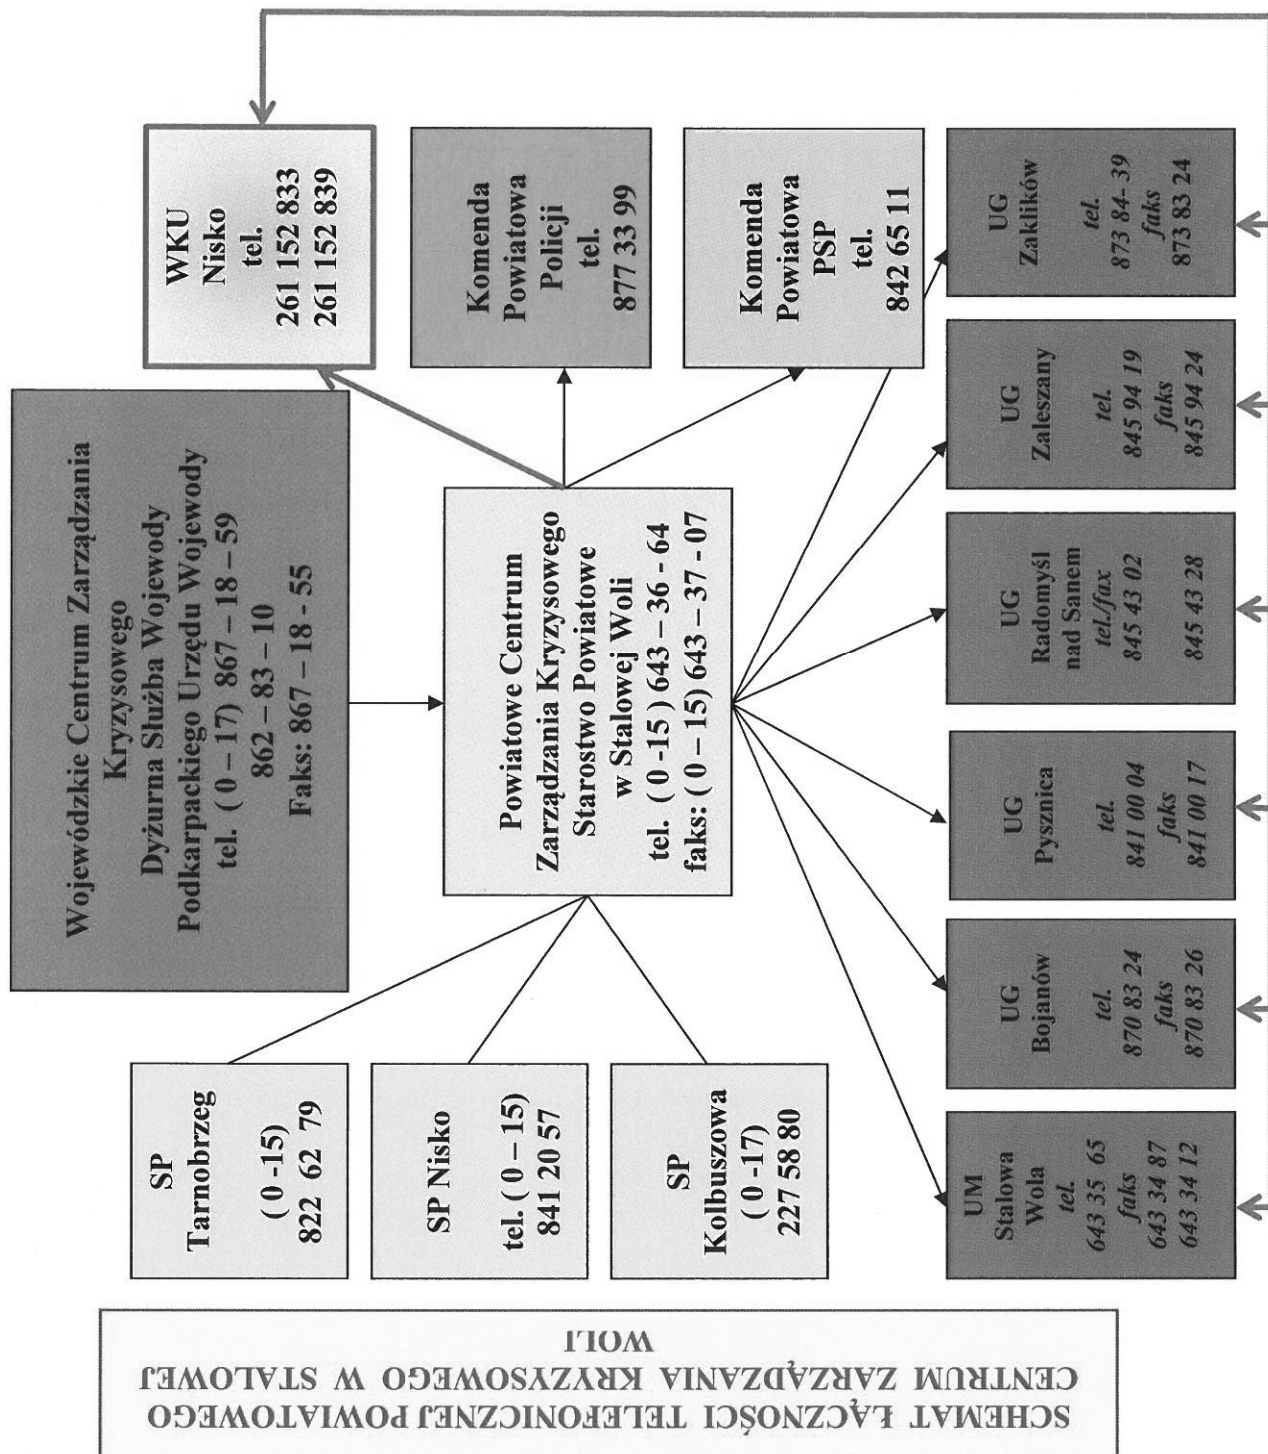 SCHEMAT ŁĄCZNOŚCI TELEFONICZNEJ POWIATOWEGO
CENTRUM ZARZĄDZANIA KRYZYSOWEGO W STALOWEJ
WOLI
Wojewódzkie Centrum Zarządzania
Kryzysowego
Dyżurna Służba Wojewody
Podkarpackiego Urzędu Wojewody
tel. ( 0 – 17) 867 – 18 – 59
862 – 83 – 10
Faks: 867 – 18 - 55
SP
Tarnobrzeg
( 0 -15)
822 62 79
SP Nisko
tel. ( 0 – 15)
841 20 57
SP
Kolbuszowa
( 0 -17)
227 58 80
Powiatowe Centrum
Zarządzania Kryzysowego
Starostwo Powiatowe
w Stalowej Woli
tel. ( 0 -15 ) 643 – 36 - 64
faks: ( 0 – 15) 643 – 37 - 07
WKU
Nisko
tel.
261 152 833
261 152 839
Komenda
Powiatowa
Policji
tel.
877 33 99
Komenda
Powiatowa
PSP
tel.
842 65 11
UM
Stalowa
Wola
tel.
643 35 65
faks
643 34 87
643 34 12
UG
Bojanów
tel.
870 83 24
faks
870 83 26
UG
Pysznica
tel.
841 00 04
faks
841 00 17
UG
Radomyśl
nad Sanem
tel./fax
845 43 02
845 43 28
UG
Zaleszany
tel.
845 94 19
faks
845 94 24
UG
Zaklików
tel.
873 84- 39
faks
873 83 24